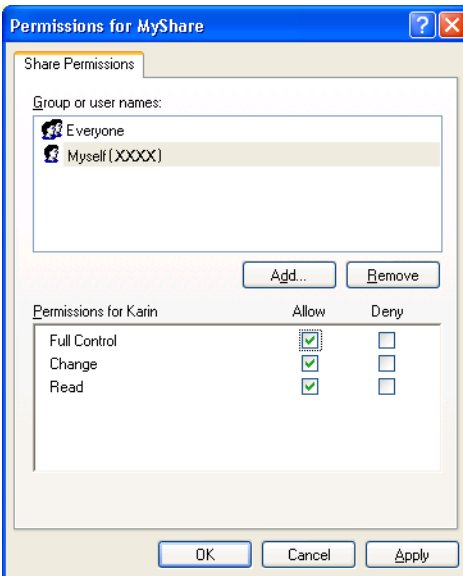 Permissions for MyShare
Share Permissions
Group or user names:
Everyone
Myself (XXXX)
Add... Remove
Permissions for Karin Allow Deny
Full Control
Change
Read
OK Cancel Apply